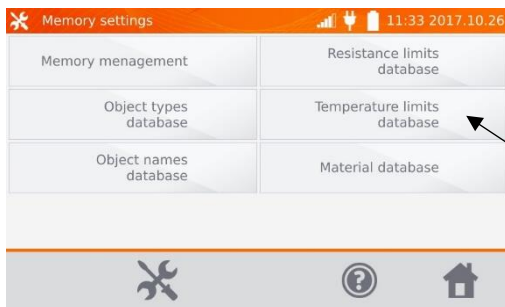 Memory settings
11:33 2017.10.26
Memory menagement
Resistance limits
database
Object types
database
Temperature limits
database
Object names
database
Material database
?